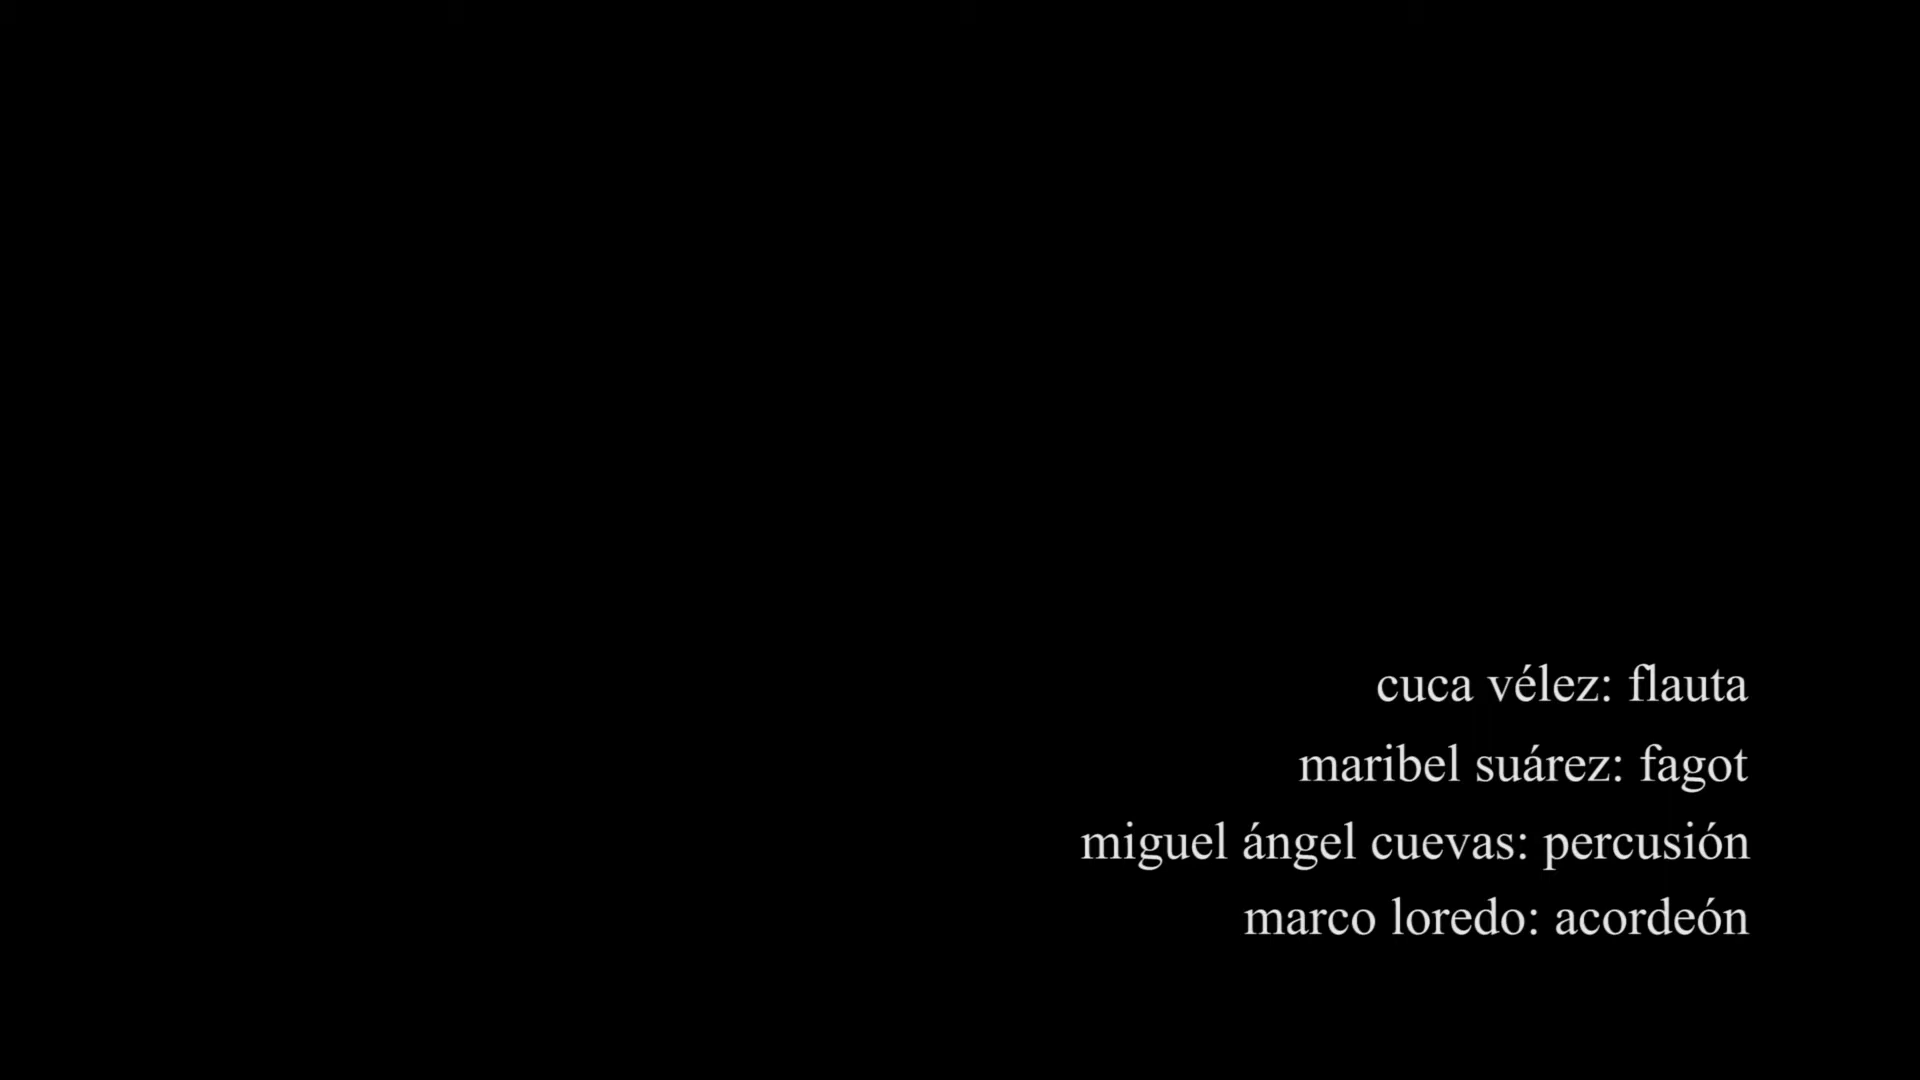 cuca vélez: flauta
maribel suárez: fagot
miguel ángel cuevas: percusión
marco loredo: acordeón